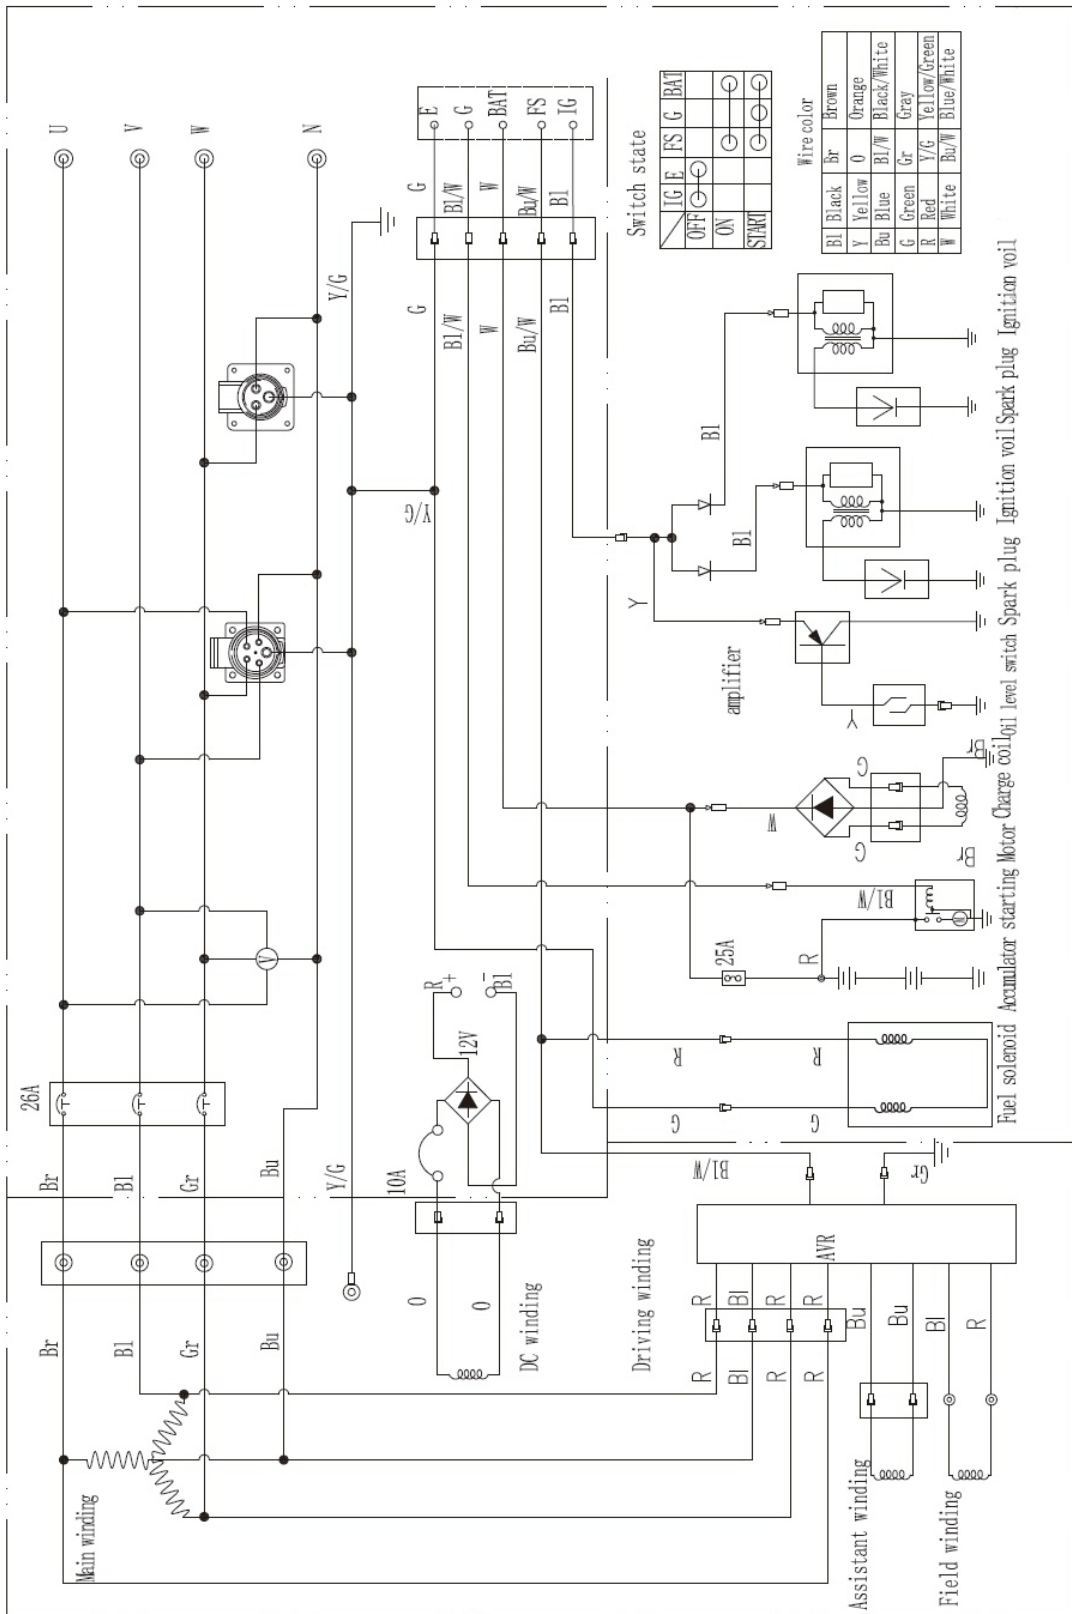 U
V
W
N
E
G
BAT
FS
IG
G
Bl/W
W
Bu/W
Bl
G
Bl/W
W
Bu/W
Bl
Y/G
Y/G
Switch state
IG E FS G BAT
OFF
ON
START
Wire color
Bl Black Br Brown
Y Yellow O Orange
Bu Blue Bl/W Black/White
G Green Gr Gray
R Red Y/G Yellow/Green
W White Bu/W Blue/White
Bl
Bl
Y
amplifier
Y
Fuel solenoid Accumulator starting Motor Charge coil Oil level switch Spark plug Ignition voil Spark plug Ignition voil
W
G
G
Br
Br
Bl/W
R
25A
V
26A
R
+
-
Bl
12V
10A
R
R
G
G
Br
Bl
Gr
Bu
Y/G
Br
Bl
Gr
Bu
O
O
DC winding
Driving winding
Bl/W
Gr
AVR
R
Bl
R
R
R
Bl
R
R
Bu
Bu
Bl
R
Main winding
Assistant winding
Field winding